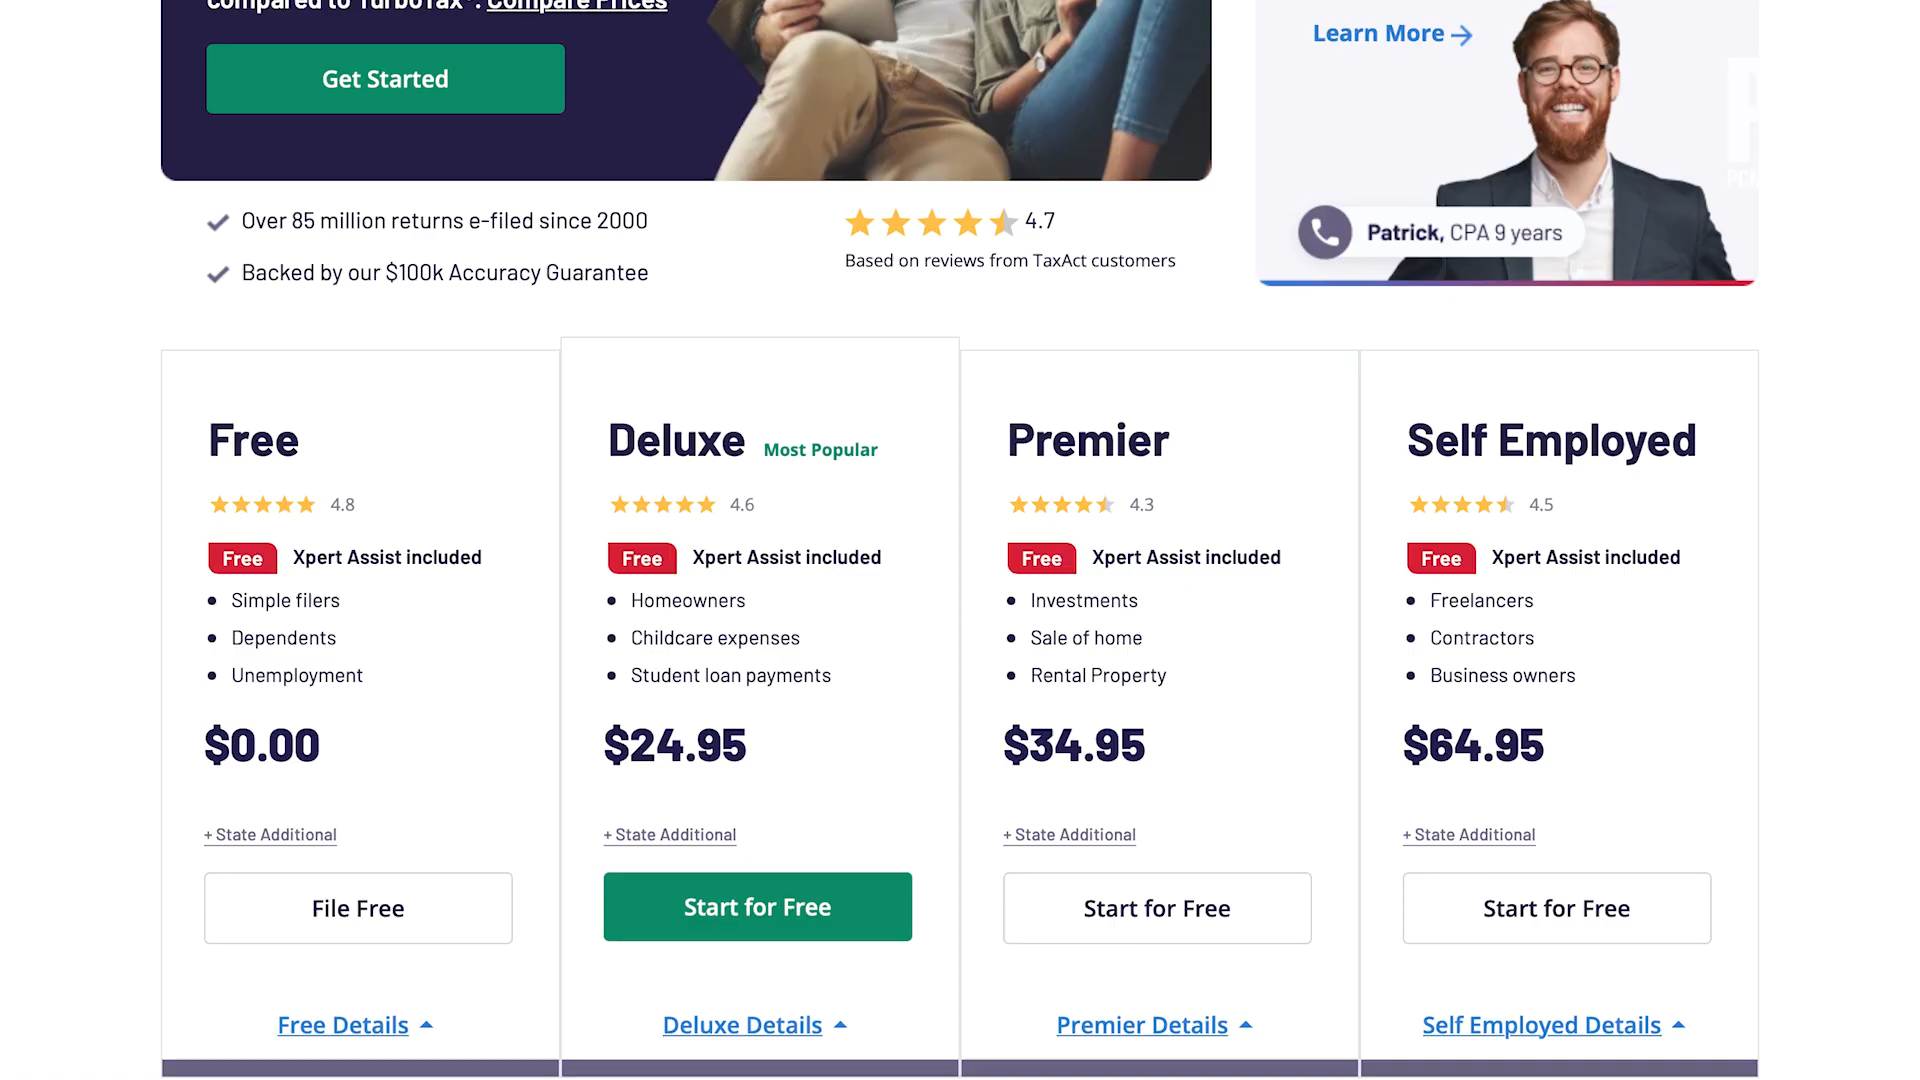 compared to TurboTax*. Compare Prices
Get Started
Learn More
Patrick, CPA 9 years
Over 85 million returns e-filed since 2000
Backed by our $100k Accuracy Guarantee
4.7
Based on reviews from TaxAct customers
Free
4.8
Free Xpert Assist included
Simple filers
Dependents
Unemployment
$0.00
+ State Additional
File Free
Free Details
Deluxe Most Popular
4.6
Free Xpert Assist included
Homeowners
Childcare expenses
Student loan payments
$24.95
+ State Additional
Start for Free
Deluxe Details
Premier
4.3
Free Xpert Assist included
Investments
Sale of home
Rental Property
$34.95
+ State Additional
Start for Free
Premier Details
Self Employed
4.5
Free Xpert Assist included
Freelancers
Contractors
Business owners
$64.95
+ State Additional
Start for Free
Self Employed Details